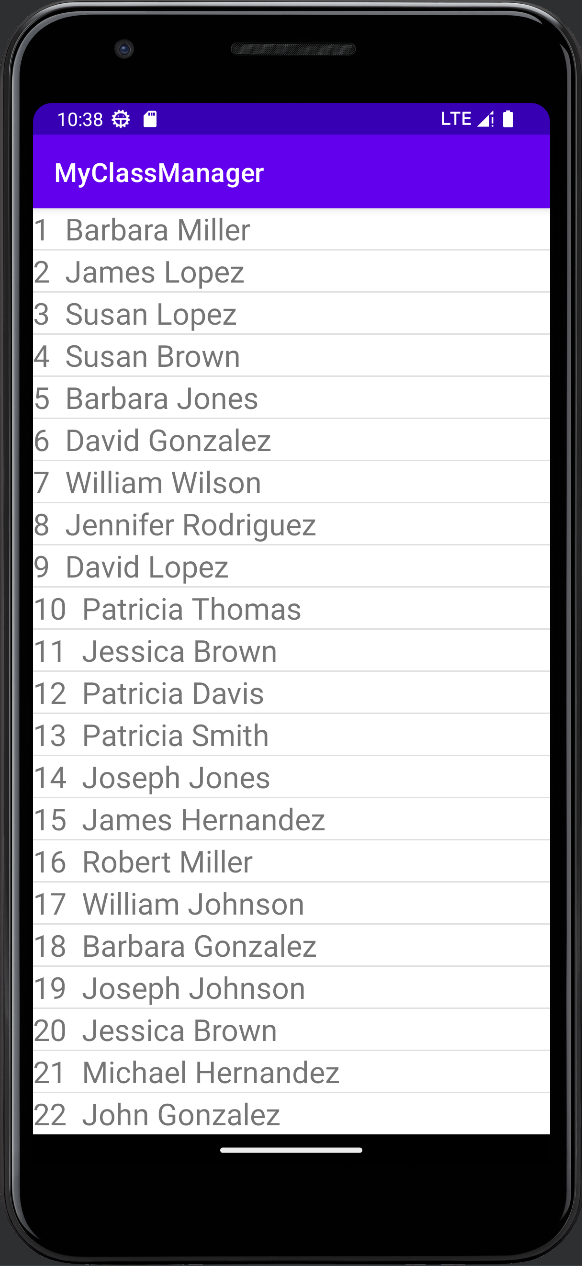 10:38 LTE
MyClassManager
1 Barbara Miller
2 James Lopez
3 Susan Lopez
4 Susan Brown
5 Barbara Jones
6 David Gonzalez
7 William Wilson
8 Jennifer Rodriguez
9 David Lopez
10 Patricia Thomas
11 Jessica Brown
12 Patricia Davis
13 Patricia Smith
14 Joseph Jones
15 James Hernandez
16 Robert Miller
17 William Johnson
18 Barbara Gonzalez
19 Joseph Johnson
20 Jessica Brown
21 Michael Hernandez
22 John Gonzalez